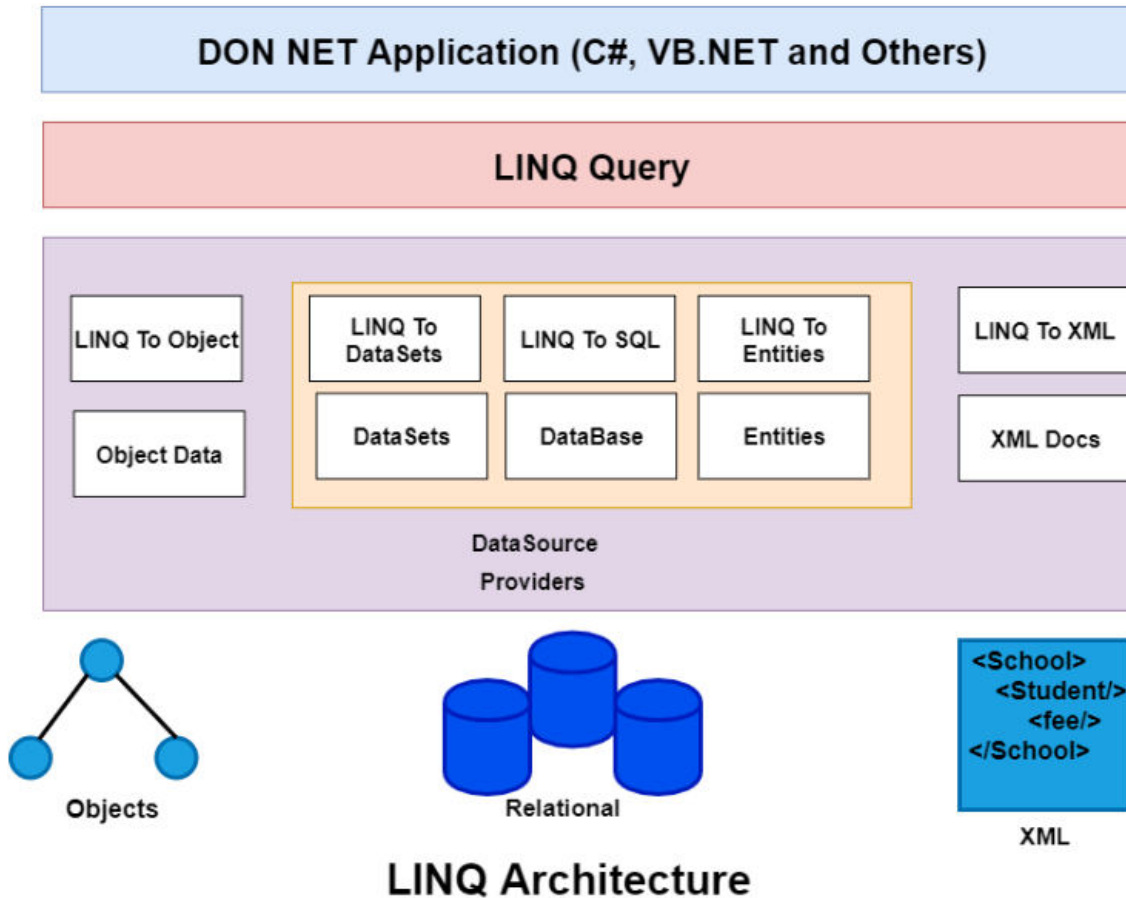 DON NET Application (C#, VB.NET and Others)
LINQ Query
LINQ To Object
Object Data
LINQ To
DataSets
LINQ To SQL
LINQ To
Entities
DataSets
DataBase
Entities
LINQ To XML
XML Docs
DataSource
Providers
Objects
Relational
<School>
<Student/>
<fee/>
</School>
XML
LINQ Architecture